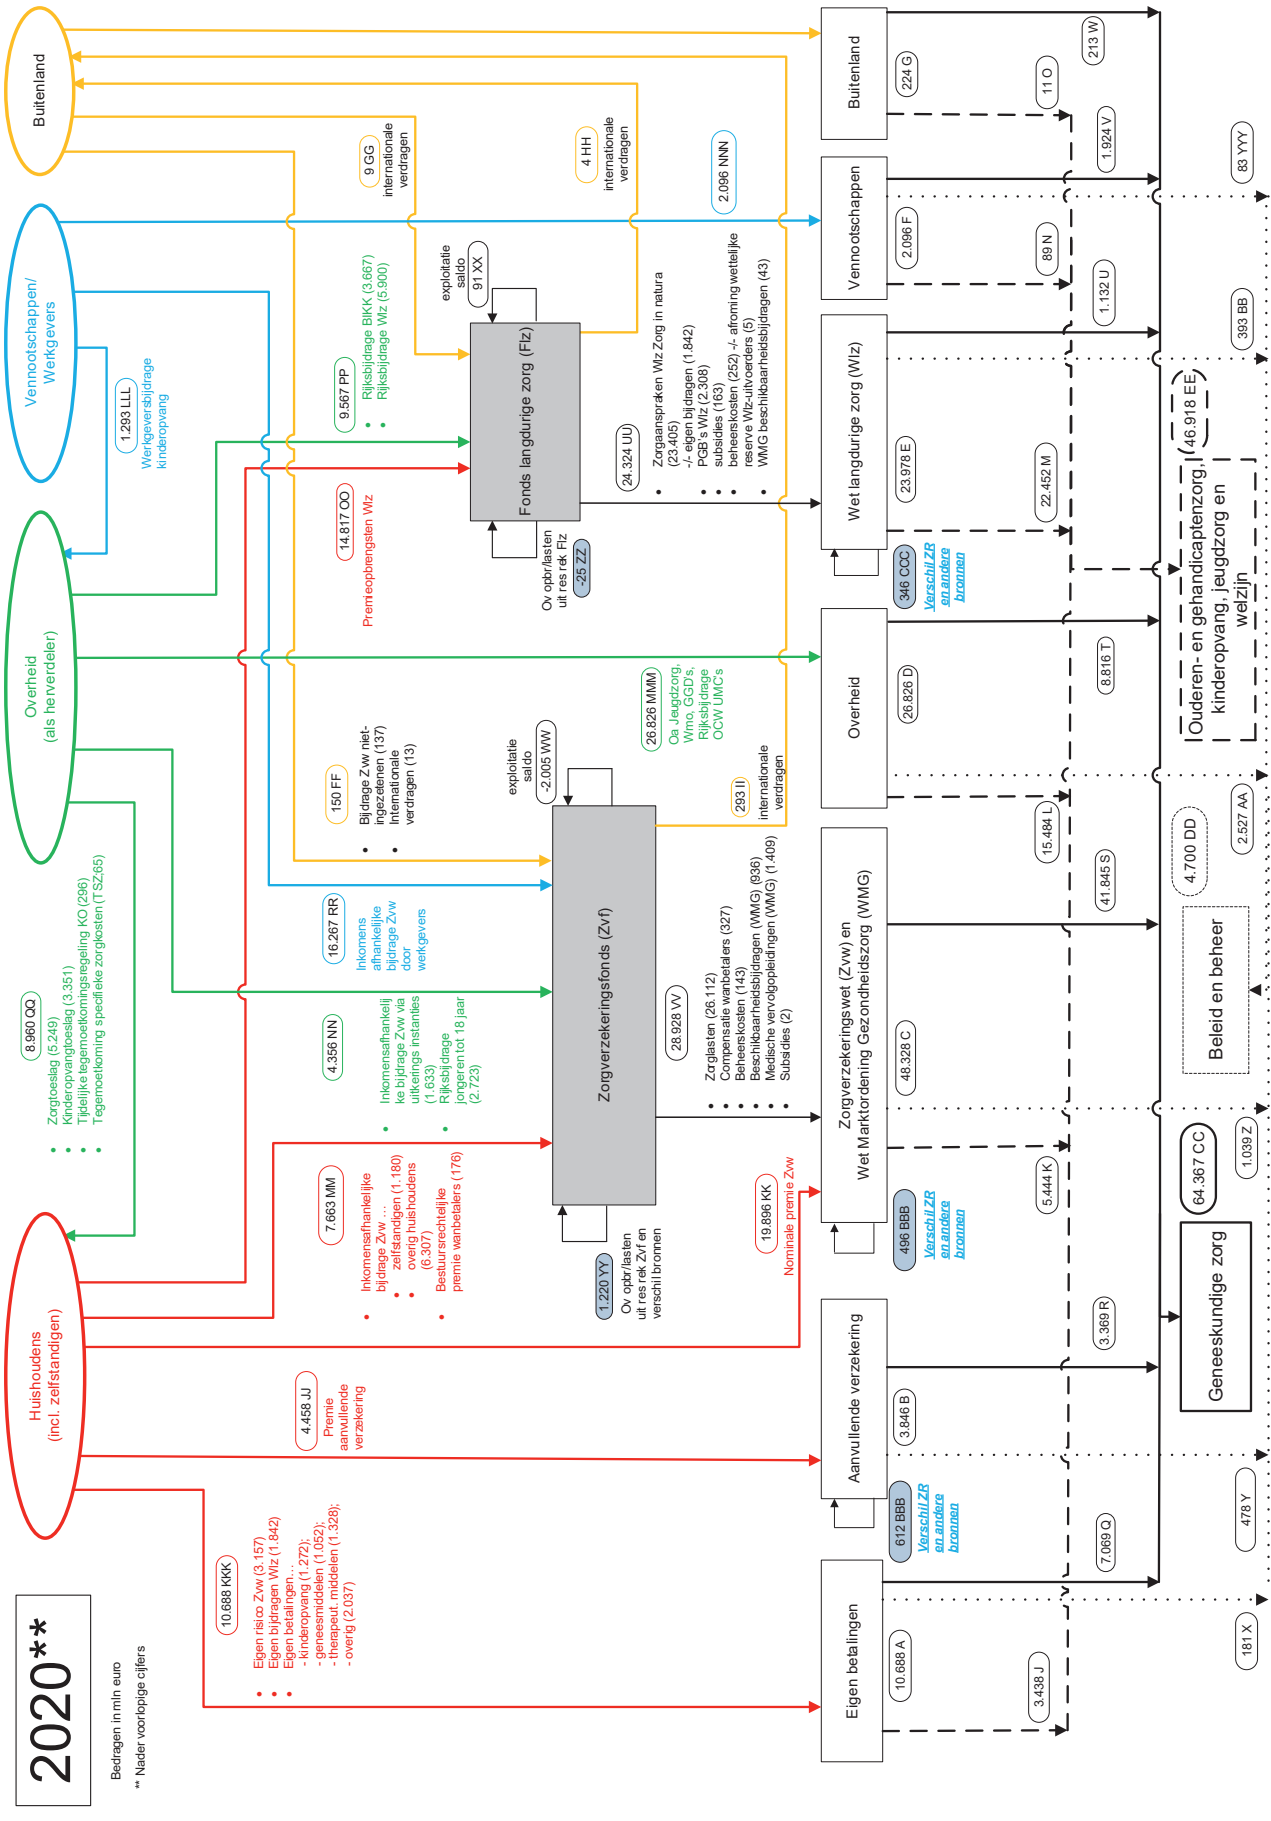 2020**
Bedragen in mln euro
** Nader voorlopige cijfers
Huishoudens
(incl. zelfstandigen)
Overheid
(als herverdeler)
Vennootschappen/
Werkgevers
Buitenland
8.960 QQ
• Zorgtoeslag (5.249)
• Kinderopvangtoeslag (3.351)
• Tijdelijke tegemoetkomingsregeling KO (296)
• Tegemoetkoming specifieke zorgkosten (TSZ;65)
1.293 LLL
Werkgeversbijdrage
kinderopvang
10.688 KKK
• Eigen risico Zvw (3.157)
• Eigen bijdragen Wlz (1.842)
• Eigen betalingen…
- kinderopvang (1.272);
- geneesmiddelen (1.052);
- therapeut. middelen (1.328);
- overig (2.037)
4.458 JJ
Premie
aanvullende
verzekering
7.663 MM
• Inkomensafhankelijke
bijdrage Zvw …
• zelfstandigen (1.180)
• overig huishoudens
(6.307)
• Bestuursrechtelijke
premie wanbetalers (176)
4.356 NN
• Inkomensafhankelij
ke bijdrage Zvw via
uitkerings instanties
(1.633)
• Rijksbijdrage
jongeren tot 18 jaar
(2.723)
16.267 RR
Inkomens
afhankelijke
bijdrage Zvw
door
werkgevers
150 FF
• Bijdrage Zvw niet-
ingezetenen (137)
• Internationale
verdragen (13)
14.817 OO
Premieopbrengsten Wlz
9.567 PP
• Rijksbijdrage BIKK (3.667)
• Rijksbijdrage Wlz (5.900)
9 GG
internationale
verdragen
exploitatie
saldo
91 XX
Fonds langdurige zorg (Flz)
Ov opbr/lasten
uit res rek Flz
-25 ZZ
4 HH
internationale
verdragen
exploitatie
saldo
-2.005 WW
Zorgverzekeringsfonds (Zvf)
1.220 YY
Ov opbr/lasten
uit res rek Zvf en
verschil bronnen
24.324 UU
• Zorgaanspraken Wlz Zorg in natura
(23.405)
-/- eigen bijdragen (1.842)
• PGB's Wlz (2.308)
• subsidies (163)
• beheerskosten (252) -/- afroming wettelijke
reserve Wlz-uitvoerders (5)
• WMG beschikbaarheidsbijdragen (43)
2.096 NNN
26.826 MMM
Oa Jeugdzorg,
Wmo, GGD's,
Rijksbijdrage
OCW UMC's
28.928 VV
• Zorglasten (26.112)
• Compensatie wanbetalers (327)
• Beheerskosten (143)
• Beschikbaarheidsbijdragen (WMG) (936)
• Medische vervolgopleidingen (WMG) (1.409)
• Subsidies (2)
293 II
internationale
verdragen
19.896 KK
Nominale premie Zvw
Eigen betalingen
Aanvullende verzekering
Zorgverzekeringswet (Zvw) en
Wet Marktordening Gezondheidszorg (WMG)
Overheid
Wet langdurige zorg (Wlz)
Vennootschappen
Buitenland
10.688 A
612 BBB
Verschil ZR
en andere
bronnen
3.846 B
496 BBB
Verschil ZR
en andere
bronnen
48.328 C
26.826 D
346 CCC
Verschil ZR
en andere
bronnen
23.978 E
2.096 F
224 G
3.438 J
5.444 K
15.484 L
22.452 M
89 N
11 O
7.069 Q
3.369 R
41.845 S
8.816 T
1.132 U
1.924 V
213 W
Geneeskundige zorg
64.367 CC
Beleid en beheer
4.700 DD
Ouderen- en gehandicaptenzorg,
kinderopvang, jeugdzorg en
welzijn
46.918 EE
181 X
478 Y
1.039 Z
2.527 AA
393 BB
83 YYY